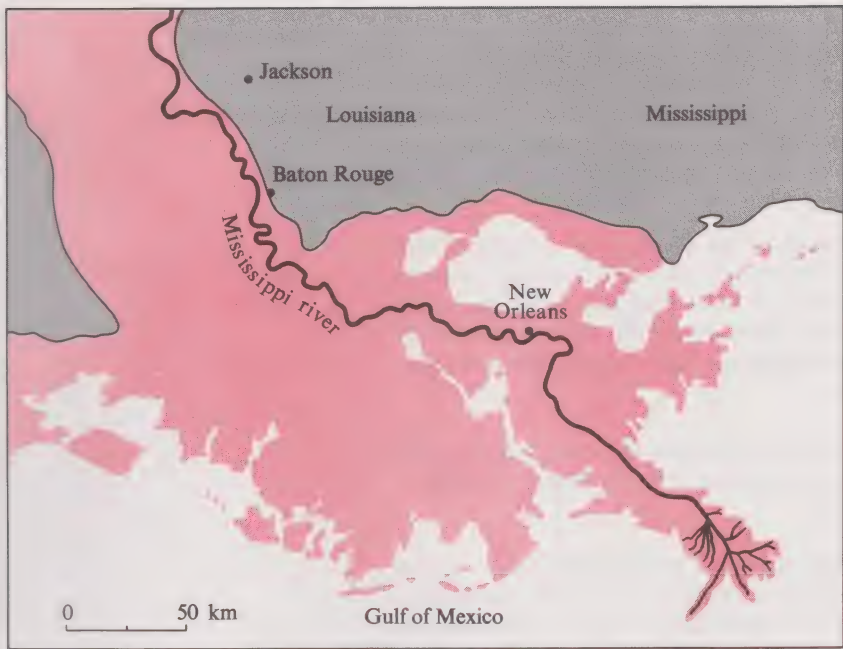 Jackson
Louisiana
Mississippi
Baton Rouge
Mississippi river
New
Orleans
0 50 km
Gulf of Mexico